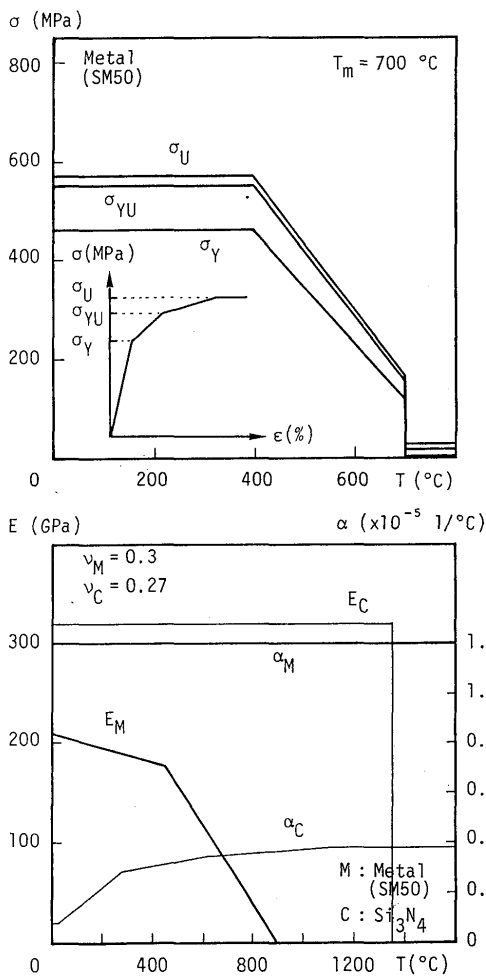 σ (MPa)
800
Metal
(SM50)
T_m = 700 °C
600
σ_U
σ_YU
σ_Y
400
σ(MPa)
σ_U
σ_YU
σ_Y
200
ε(%)
0
200
400
600
T (°C)
E (GPa)
α (x10⁻⁵ 1/°C)
ν_M = 0.3
ν_C = 0.27
E_C
300
1.
α_M
1.
E_M
200
0.
0.
α_C
100
0.
M : Metal
(SM50)
0.
C : Si₃N₄
0
0
400
800
1200
T(°C)